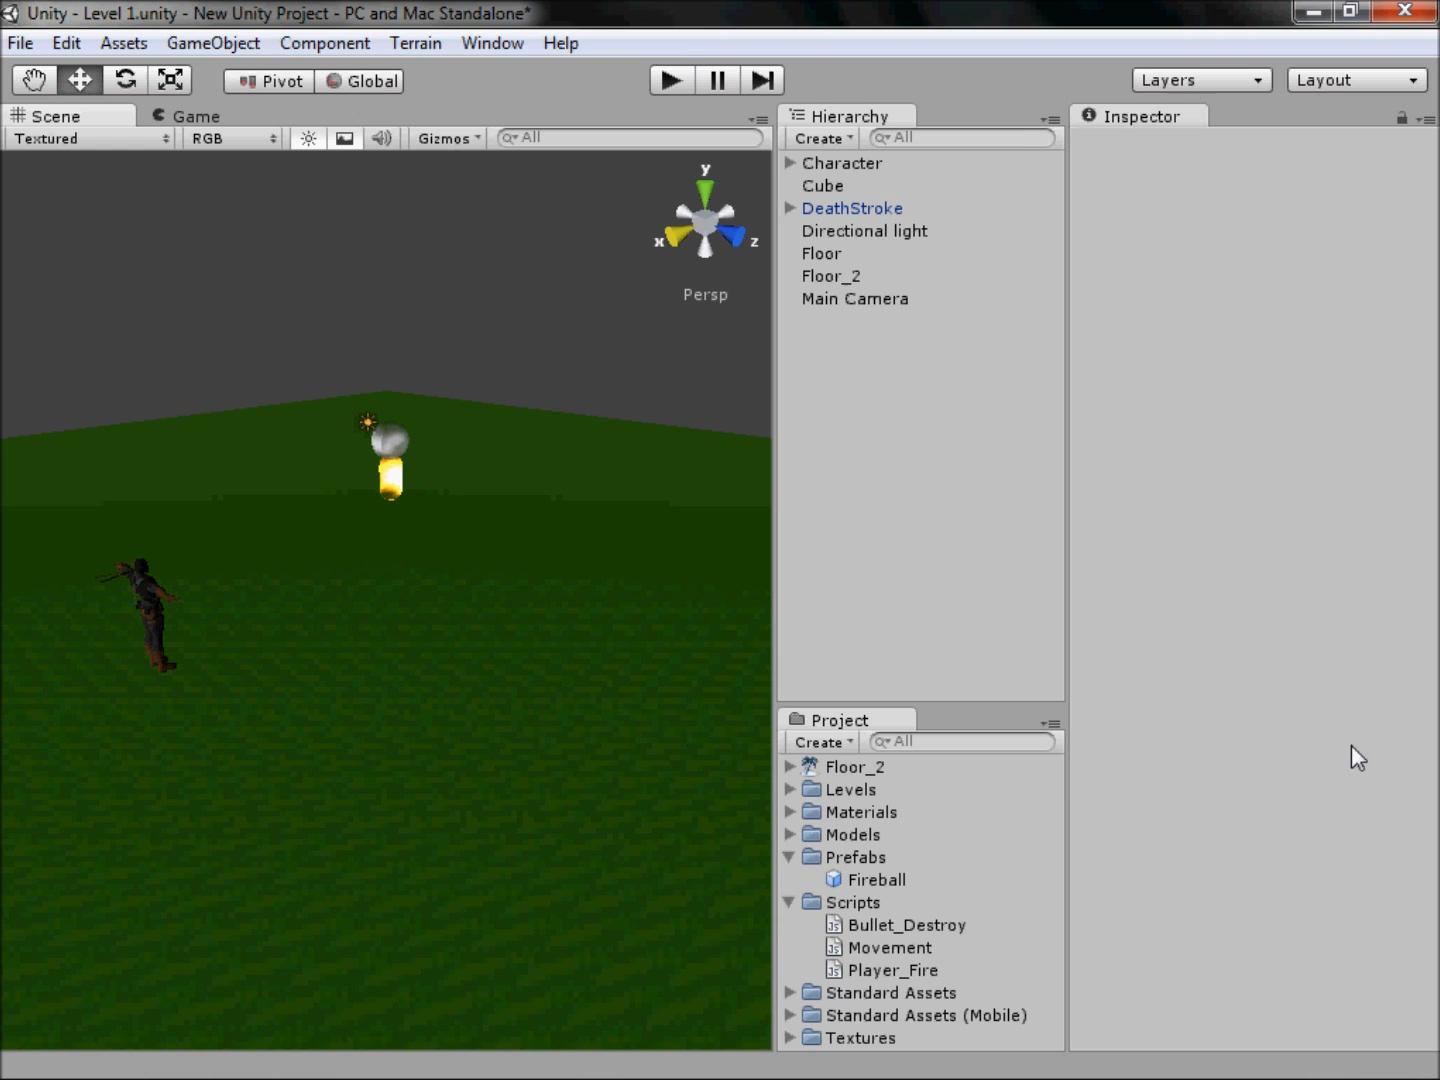 Unity - Level 1.unity - New Unity Project - PC and Mac Standalone*
File Edit Assets GameObject Component Terrain Window Help
Pivot Global Layers Layout
Scene Game
Textured RGB Gizmos All
y
x z
Persp
Hierarchy
Create All
Character
Cube
DeathStroke
Directional light
Floor
Floor_2
Main Camera
Project
Create All
Floor_2
Levels
Materials
Models
Prefabs
Fireball
Scripts
JS Bullet_Destroy
JS Movement
JS Player_Fire
Standard Assets
Standard Assets (Mobile)
Textures
Inspector